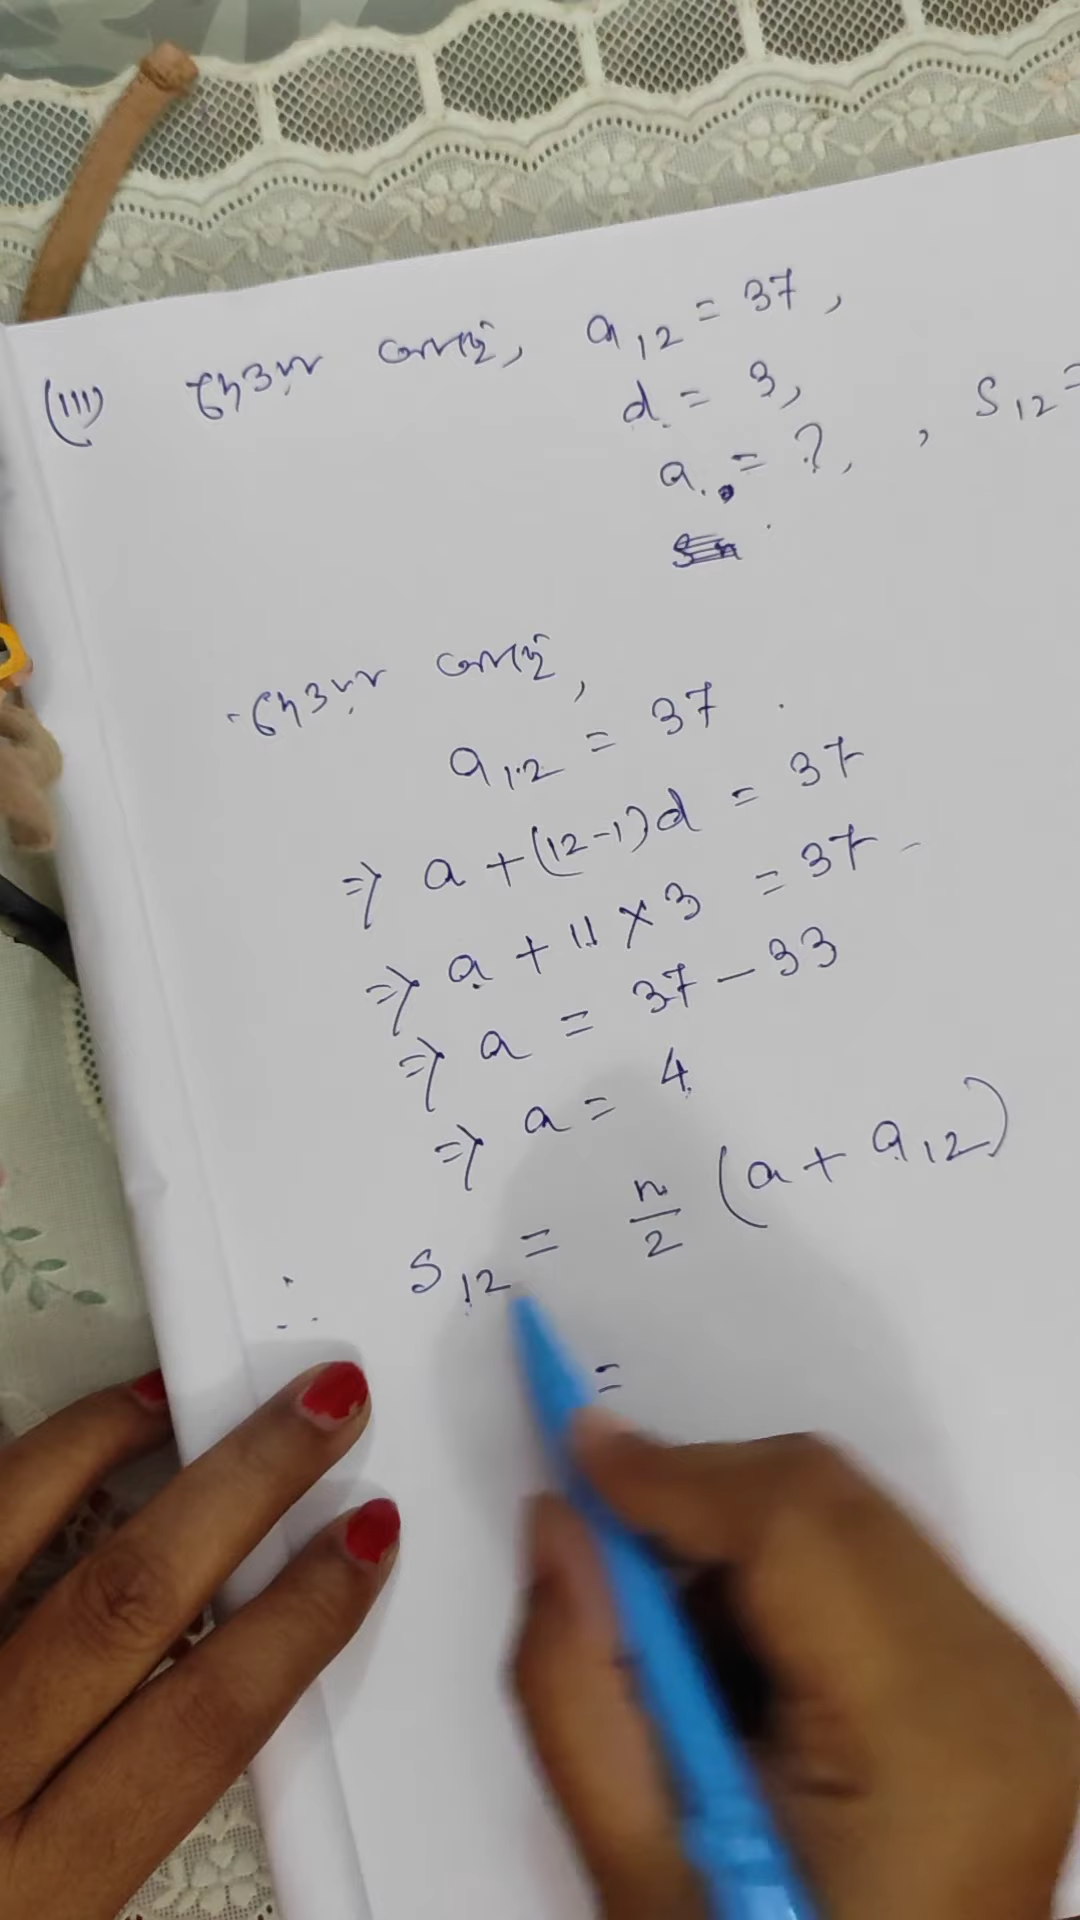 (iii) দেওয়া আছে, a₁₂ = 37,
d = 3,
a = ?, , S₁₂ =
দেওয়া আছে,
a₁₂ = 37
⇒ a + (12-1)d = 37
⇒ a + 11 × 3 = 37
⇒ a = 37 - 33
⇒ a = 4
∴ S₁₂ = n/2 (a + a₁₂)
=